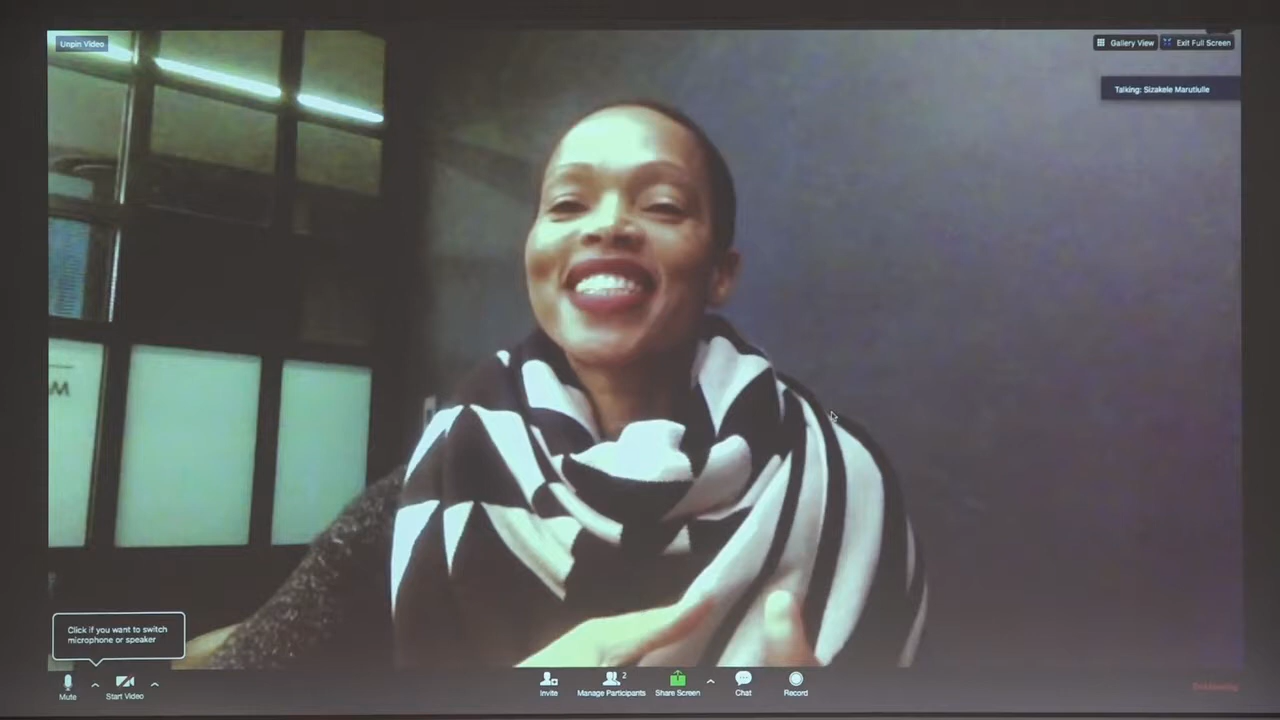 Unpin Video
Gallery View
Exit Full Screen
Talking: Sizakele Marutlulle
M
Click if you want to switch
microphone or speaker
Mute
Start Video
Invite
2
Manage Participants
Share Screen
Chat
Record